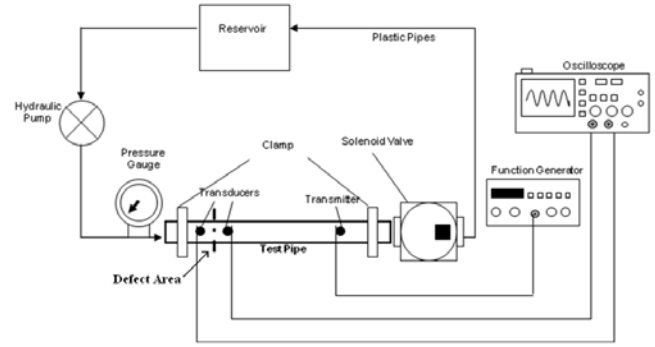 Reservoir
Plastic Pipes
Oscilloscope
Hydraulic
Pump
Clamp
Solenoid Valve
Pressure
Gauge
Function Generator
Transducers
Transmitter
Test Pipe
Defect Area